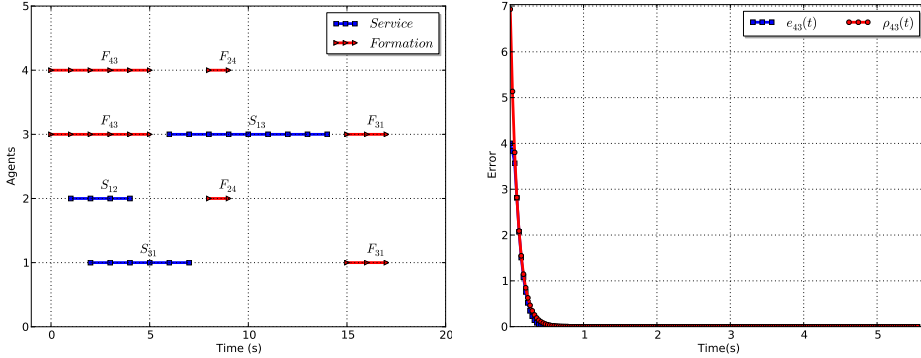 5
4
3
2
1
0
Agents
0
5
10
15
20
Time (s)
Service
Formation
F43
F24
F43
S13
F31
S12
F24
S31
F31
7
6
5
4
3
2
1
0
Error
1
2
3
4
5
Time(s)
e43(t)
ρ43(t)